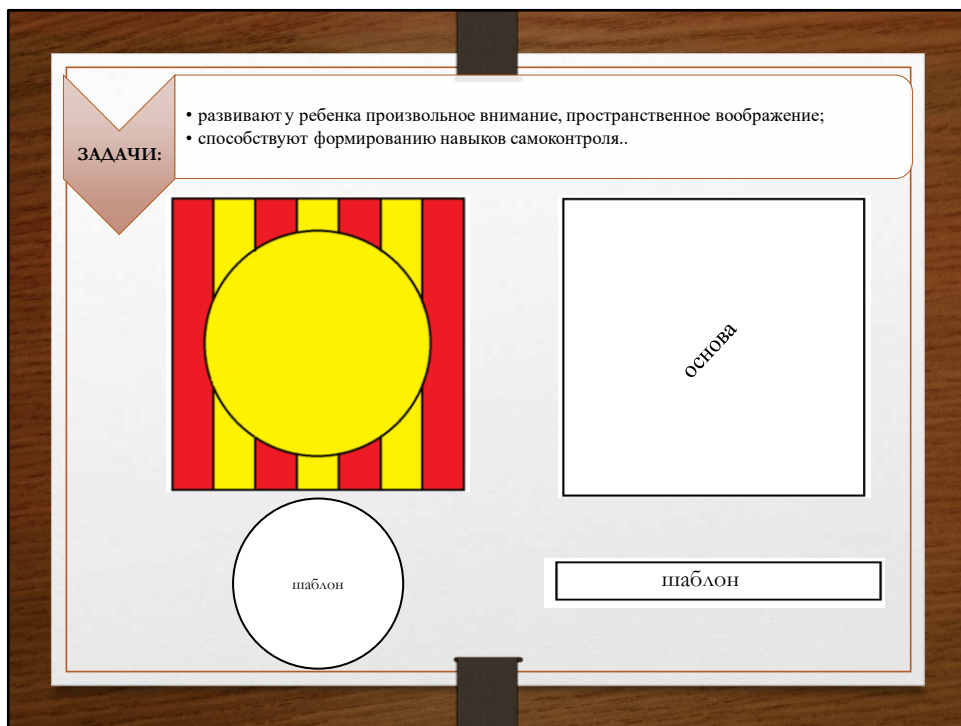 ЗАДАЧИ:
• развивают у ребенка произвольное внимание, пространственное воображение;
• способствуют формированию навыков самоконтроля..
основа
шаблон
шаблон